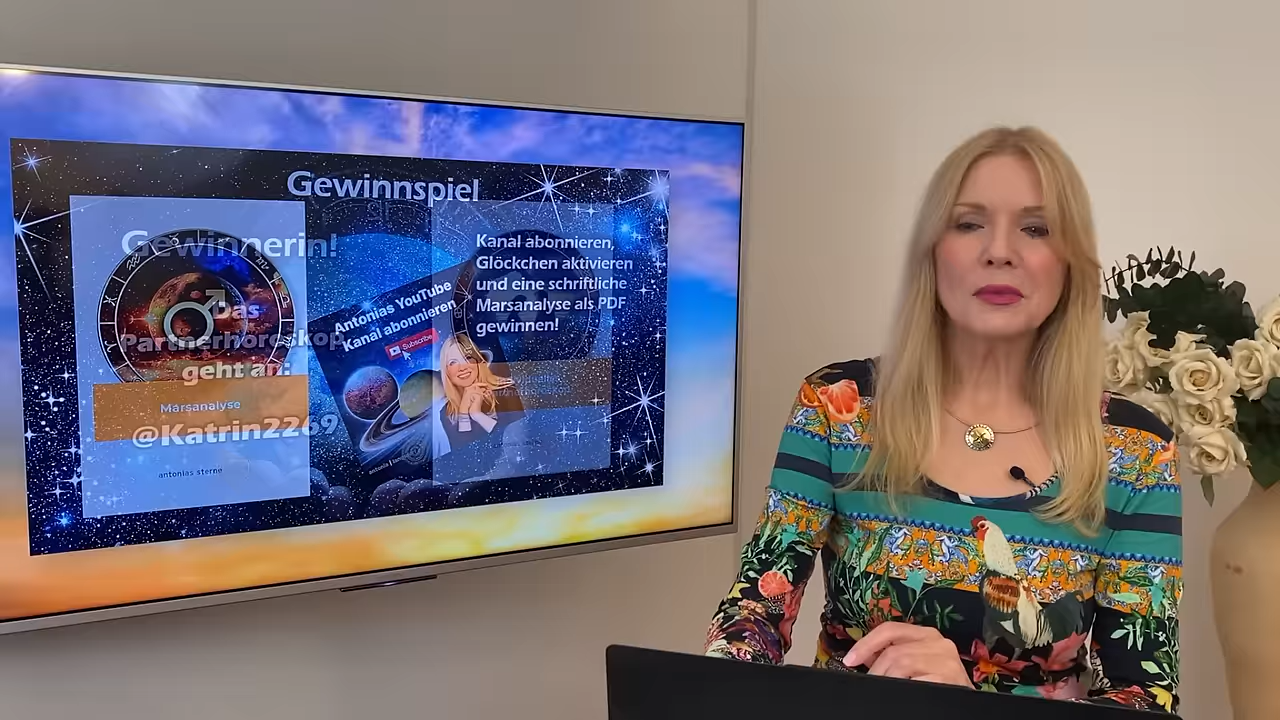 Gewinnspiel
Gewinnerin!
Das
Partnerhoroskop
geht an:
Marsanalyse
@Katrin2269
antonias sterne
Antonias YouTube
Kanal abonnieren
Subscribe
Kanal abonnieren,
Glöckchen aktivieren
und eine schriftliche
Marsanalyse als PDF
gewinnen!